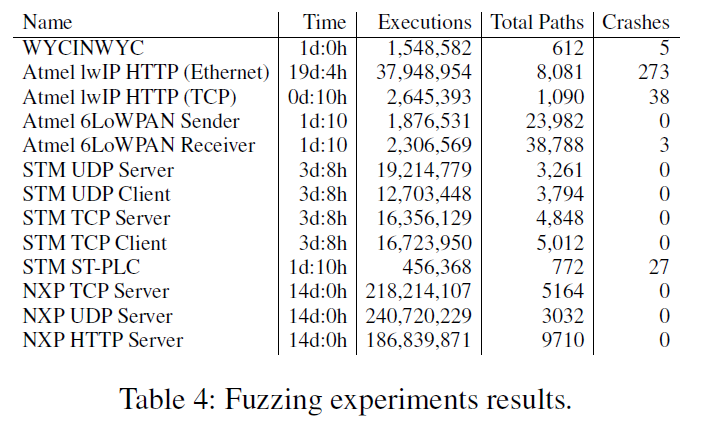 Name Time Executions Total Paths Crashes
WYCINWYC 1d:0h 1,548,582 612 5
Atmel lwIP HTTP (Ethernet) 19d:4h 37,948,954 8,081 273
Atmel lwIP HTTP (TCP) 0d:10h 2,645,393 1,090 38
Atmel 6LoWPAN Sender 1d:10 1,876,531 23,982 0
Atmel 6LoWPAN Receiver 1d:10 2,306,569 38,788 3
STM UDP Server 3d:8h 19,214,779 3,261 0
STM UDP Client 3d:8h 12,703,448 3,794 0
STM TCP Server 3d:8h 16,356,129 4,848 0
STM TCP Client 3d:8h 16,723,950 5,012 0
STM ST-PLC 1d:10h 456,368 772 27
NXP TCP Server 14d:0h 218,214,107 5164 0
NXP UDP Server 14d:0h 240,720,229 3032 0
NXP HTTP Server 14d:0h 186,839,871 9710 0
Table 4: Fuzzing experiments results.